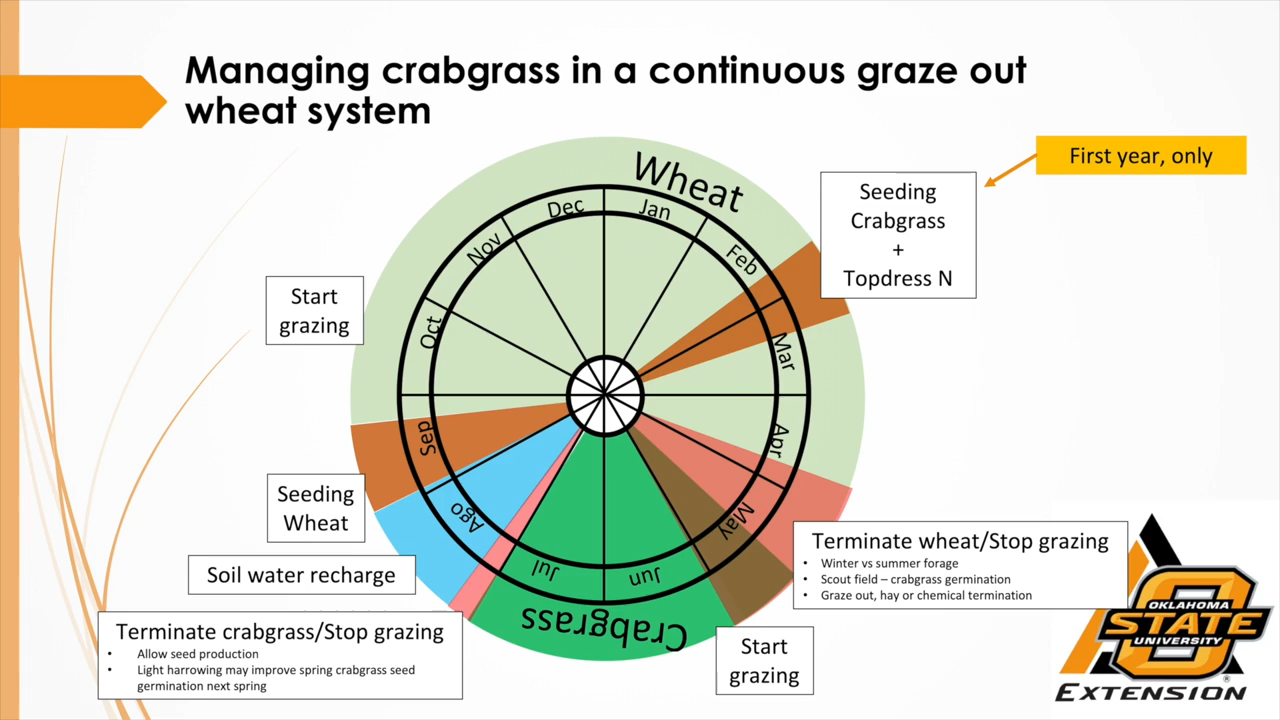 Managing crabgrass in a continuous graze out
wheat system
First year, only
Wheat
Seeding
Crabgrass
+
Topdress N
Dec
Jan
Nov
Feb
Start
grazing
Oct
Mar
Sep
Apr
Seeding
Wheat
Ago
May
Terminate wheat/Stop grazing
• Winter vs summer forage
• Scout field – crabgrass germination
• Graze out, hay or chemical termination
Soil water recharge
Jul
Jun
Crabgrass
Terminate crabgrass/Stop grazing
• Allow seed production
• Light harrowing may improve spring crabgrass seed
germination next spring
Start
grazing
OKLAHOMA
STATE
UNIVERSITY
®
EXTENSION